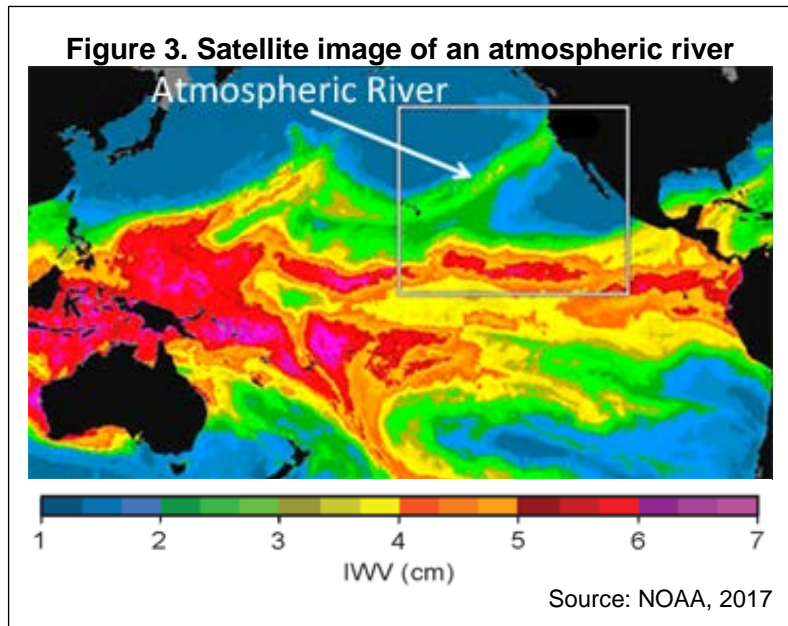 Figure 3. Satellite image of an atmospheric river
Atmospheric River
1 2 3 4 5 6 7
IWV (cm)
Source: NOAA, 2017